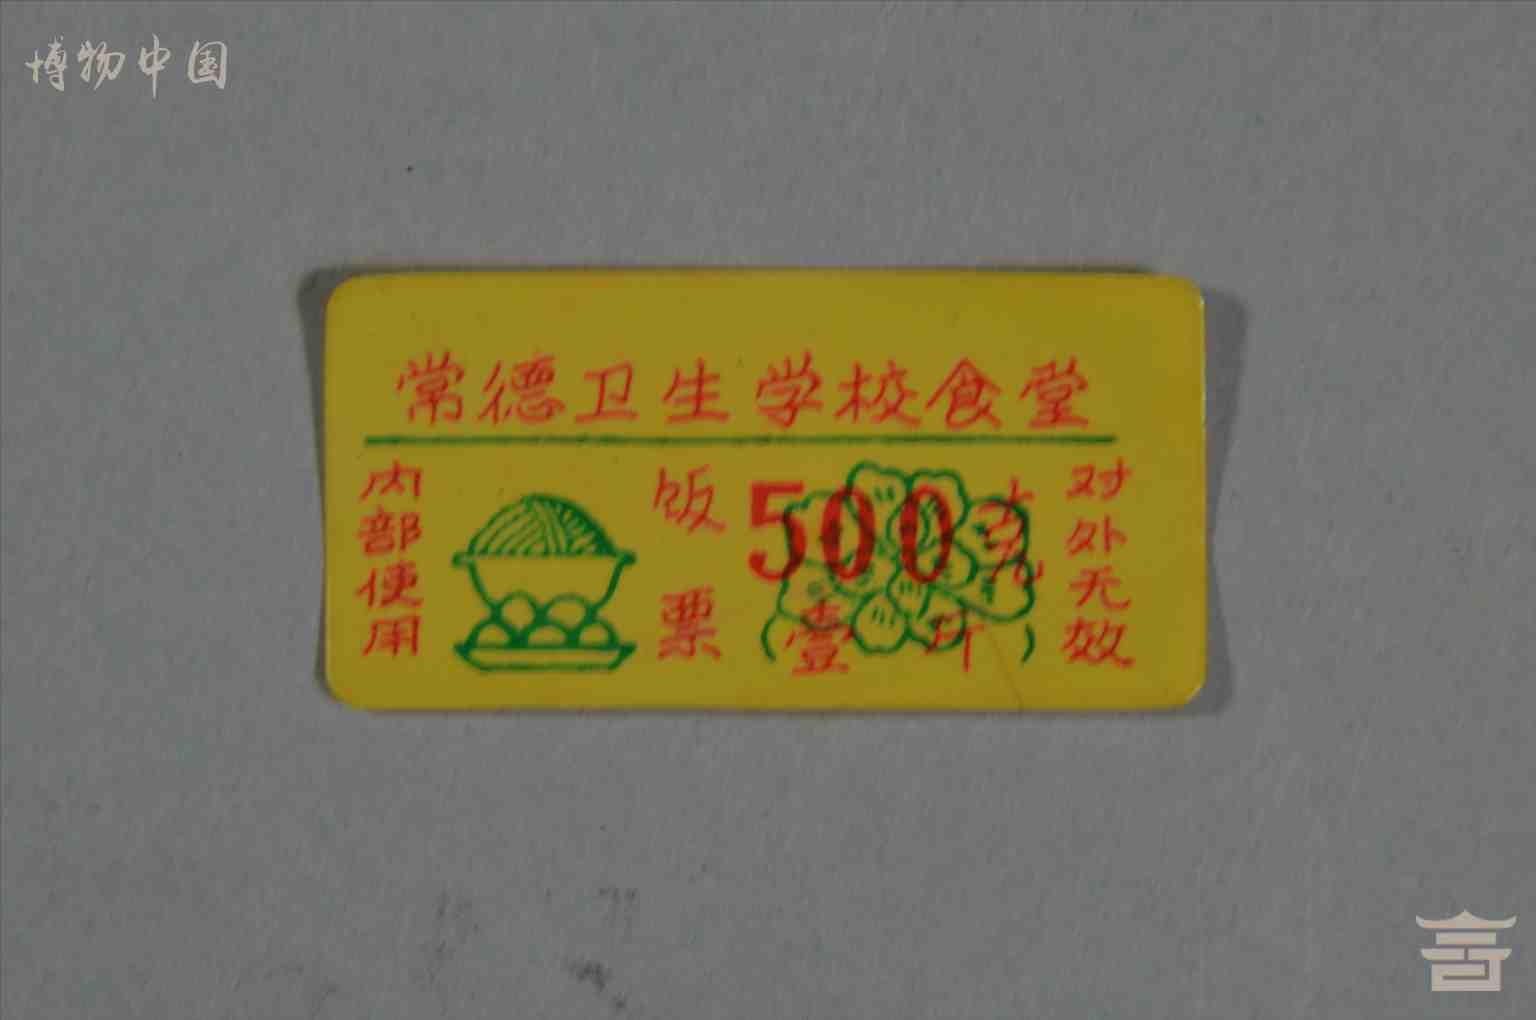 博物中国
常德卫生学校食堂
内部使用
饭票
500克
(壹斤)
对外无效